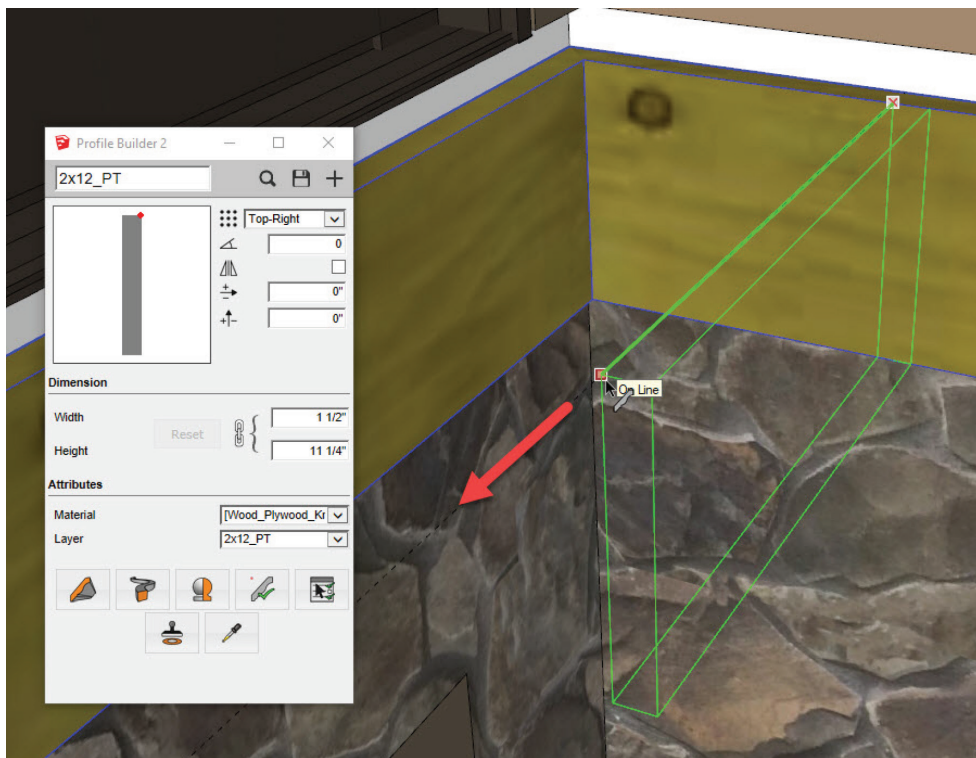 Profile Builder 2
2x12_PT
Top-Right
0
0"
0"
Dimension
Width
1 1/2"
Reset
Height
11 1/4"
Attributes
Material
[Wood_Plywood_Kr
Layer
2x12_PT
On Line